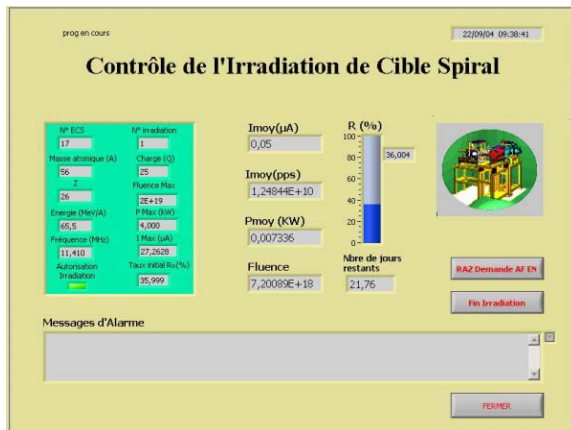 prog en cours
22/09/04 09:38:41
Contrôle de l'Irradiation de Cible Spiral
N° ECS
17
N° irradiation
1
Masse atomique (A)
56
Charge (Q)
25
Z
26
Fluence Max
2E+19
Energie (MeV/A)
65,5
P Max (kW)
4,000
Fréquence (MHz)
11,410
I Max (µA)
27,2628
Autorisation
Irradiation
Taux initial R0(%)
35,999
Imoy(µA)
0,05
Imoy(pps)
1,24844E+10
Pmoy (KW)
0,007336
Fluence
7,20089E+18
R (%)
100
80
60
40
20
0
36,004
Nbre de jours
restants
21,76
RAZ Demande AF EN
Fin Irradiation
Messages d'Alarme
FERMER